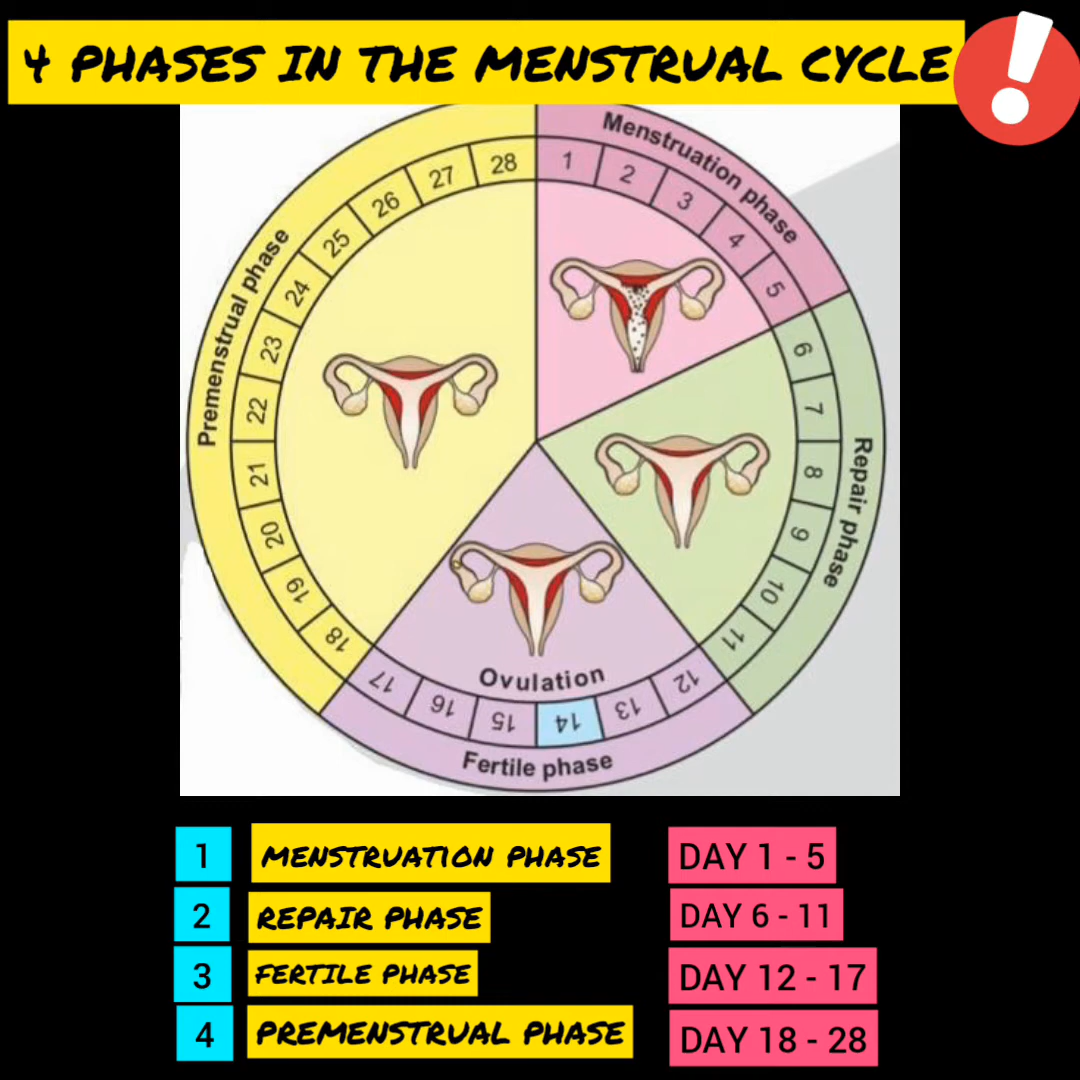 4 PHASES IN THE MENSTRUAL CYCLE
Menstruation phase
1
2
3
4
5
Repair phase
6
7
8
9
10
11
Fertile phase
Ovulation
12
13
14
15
16
17
Premenstrual phase
18
19
20
21
22
23
24
25
26
27
28
1 MENSTRUATION PHASE DAY 1 - 5
2 REPAIR PHASE DAY 6 - 11
3 FERTILE PHASE DAY 12 - 17
4 PREMENSTRUAL PHASE DAY 18 - 28